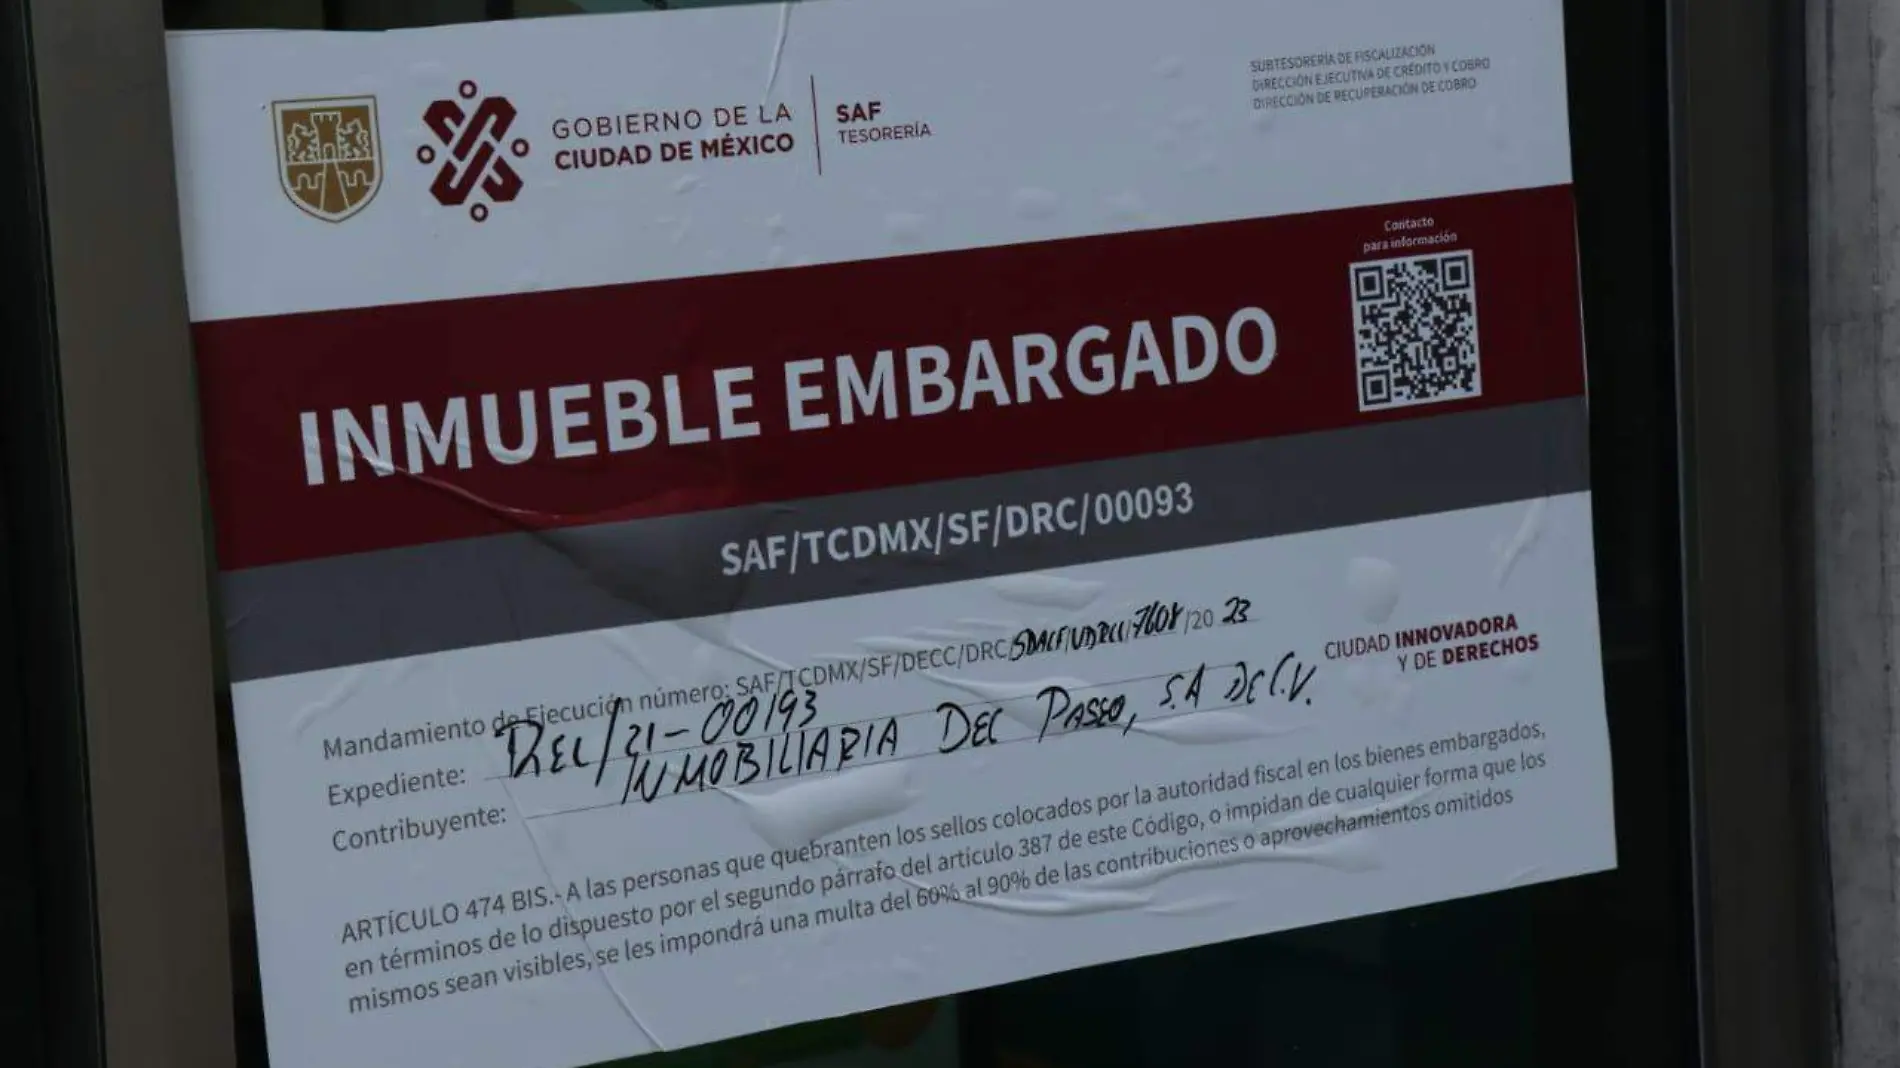 GOBIERNO DE LA
CIUDAD DE MÉXICO
SAF
TESORERÍA
SUBTESORERÍA DE FISCALIZACIÓN
DIRECCIÓN EJECUTIVA DE CRÉDITO Y COBRO
DIRECCIÓN DE RECUPERACIÓN DE COBRO
Contacto
para información
INMUEBLE EMBARGADO
SAF/TCDMX/SF/DRC/00093
Mandamiento de Ejecución número: SAF/TCDMX/SF/DECC/DRC/ /20 23
Expediente: REC/21-00193
Contribuyente: INMOBILIARIA DEL PASEO, S.A DE C.V.
CIUDAD INNOVADORA
Y DE DERECHOS
ARTÍCULO 474 BIS.- A las personas que quebranten los sellos colocados por la autoridad fiscal en los bienes embargados,
en términos de lo dispuesto por el segundo párrafo del artículo 387 de este Código, o impidan de cualquier forma que los
mismos sean visibles, se les impondrá una multa del 60% al 90% de las contribuciones o aprovechamientos omitidos